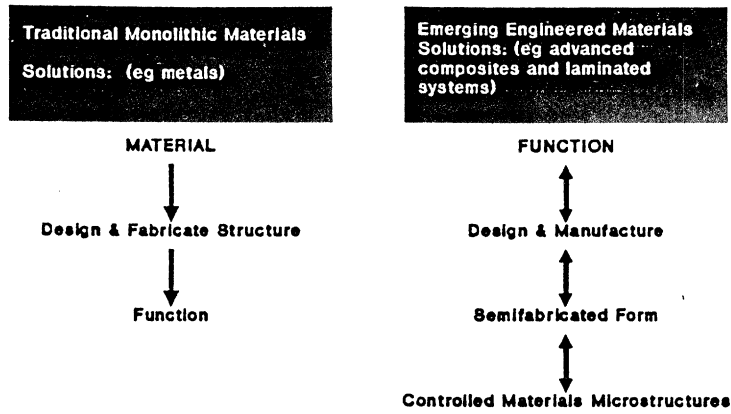 Traditional Monolithic Materials
Solutions: (eg metals)
MATERIAL
Design & Fabricate Structure
Function
Emerging Engineered Materials
Solutions: (eg advanced
composites and laminated
systems)
FUNCTION
Design & Manufacture
Semifabricated Form
Controlled Materials Microstructures